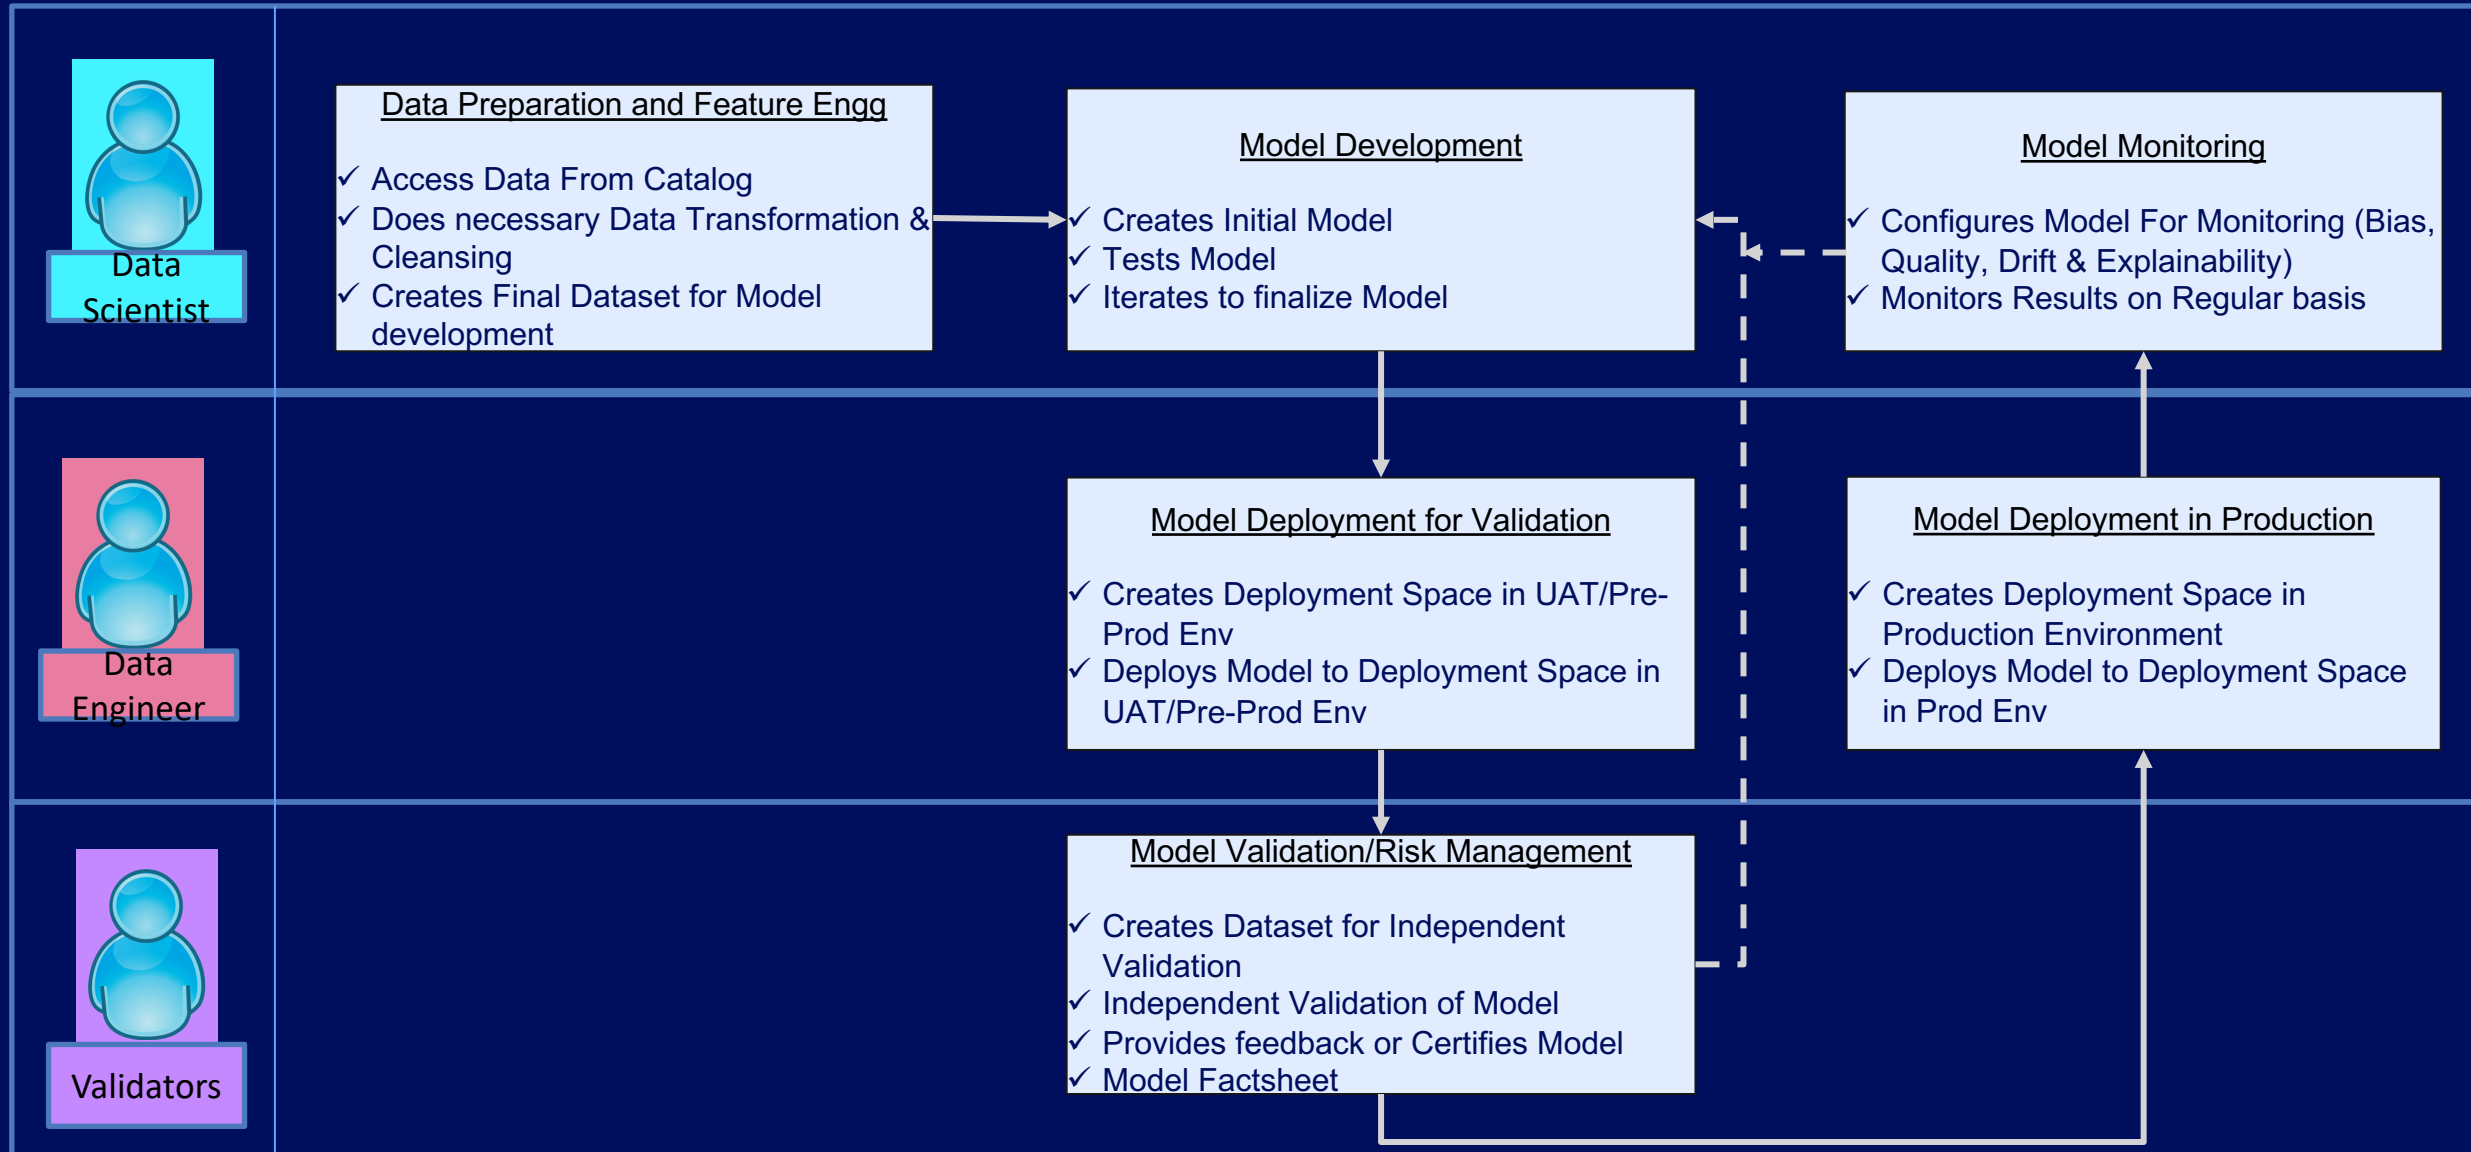 Data
Scientist
Data Preparation and Feature Engg
✓ Access Data From Catalog
✓ Does necessary Data Transformation &
Cleansing
✓ Creates Final Dataset for Model
development
Model Development
✓ Creates Initial Model
✓ Tests Model
✓ Iterates to finalize Model
Model Monitoring
✓ Configures Model For Monitoring (Bias,
Quality, Drift & Explainability)
✓ Monitors Results on Regular basis
Data
Engineer
Model Deployment for Validation
✓ Creates Deployment Space in UAT/Pre-
Prod Env
✓ Deploys Model to Deployment Space in
UAT/Pre-Prod Env
Model Deployment in Production
✓ Creates Deployment Space in
Production Environment
✓ Deploys Model to Deployment Space
in Prod Env
Validators
Model Validation/Risk Management
✓ Creates Dataset for Independent
Validation
✓ Independent Validation of Model
✓ Provides feedback or Certifies Model
✓ Model Factsheet